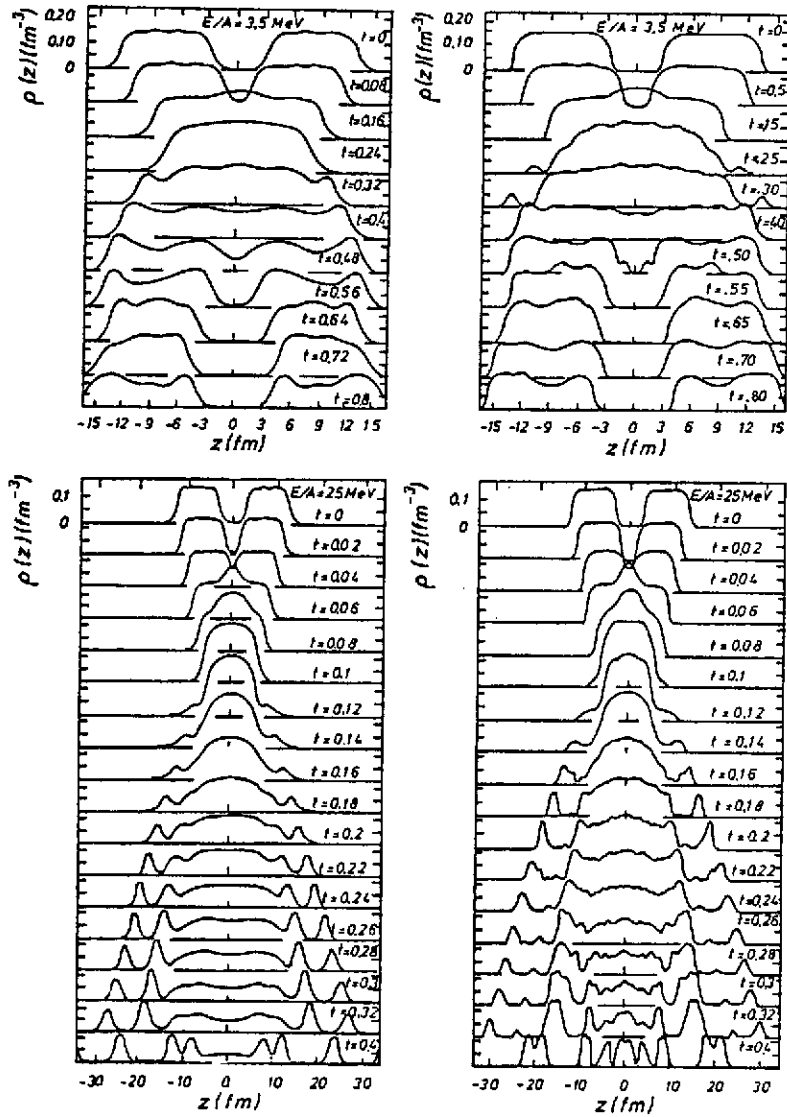 0,20
0,10
0
ρ(z)(fm⁻³)
E/A = 3,5 MeV
t=0
t=0,08
t=0,16
t=0,24
t=0,32
t=0,4
t=0,48
t=0,56
t=0,64
t=0,72
t=0,8
-15 -12 -9 -6 -3 0 3 6 9 12 15
z(fm)
0,20
0,10
0
ρ(z)(fm⁻³)
E/A = 3,5 MeV
t=0
t=0,5
t=,15
t=,25
t=.30
t=.50
t=.55
t=.65
t=.70
t=.80
-15 -12 -9 -6 -3 0 3 6 9 12 15
z(fm)
0,1
0
ρ(z)(fm⁻³)
E/A=25 MeV
t=0
t=0,02
t=0,04
t=0,06
t=0,08
t=0,1
t=0,12
t=0,14
t=0,16
t=0,18
t=0,2
t=0,22
t=0,24
t=0,26
t=0,28
t=0,3
t=0,32
t=0,4
-30 -20 -10 0 10 20 30
z(fm)
0,1
0
ρ(z)(fm⁻³)
E/A=25 MeV
t=0
t=0,02
t=0,04
t=0,06
t=0,08
t=0,1
t=0,12
t=0,14
t=0,16
t=0,18
t=0,2
t=0,22
t=0,24
t=0,26
t=0,28
t=0,3
t=0,32
t=0,4
-30 -20 -10 0 10 20 30
z(fm)